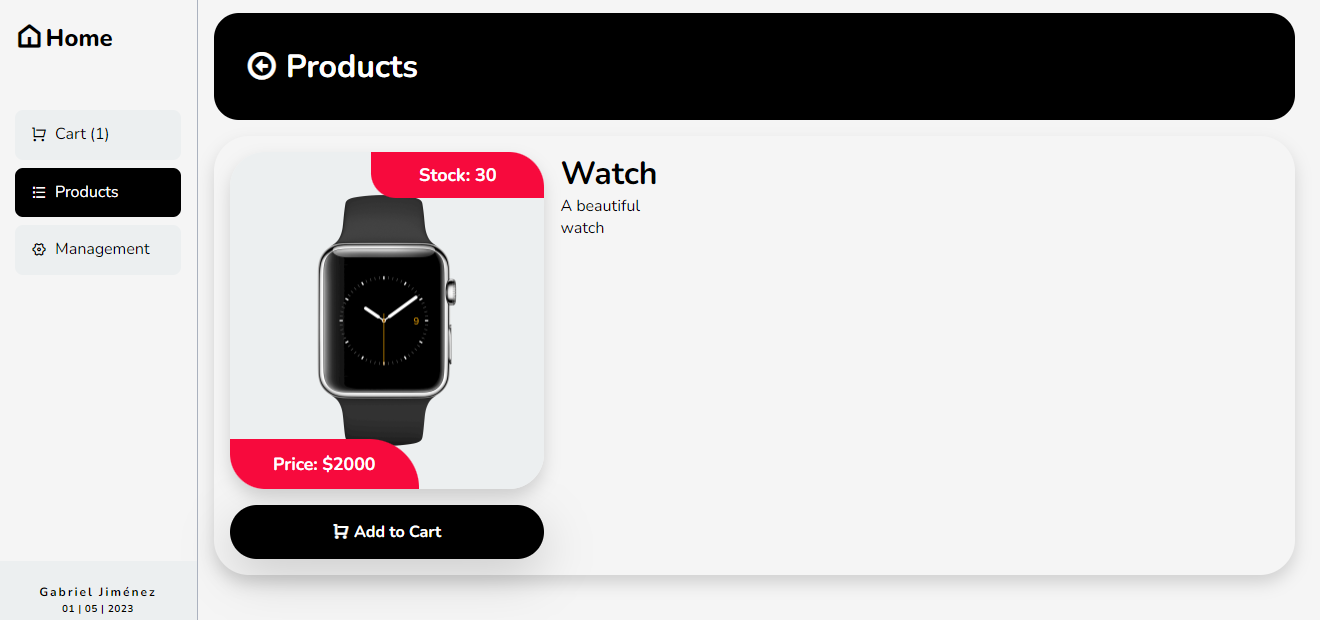 Home
Cart (1)
Products
Management
Gabriel Jiménez
01 | 05 | 2023
Products
Stock: 30
9
Price: $2000
Add to Cart
Watch
A beautiful
watch